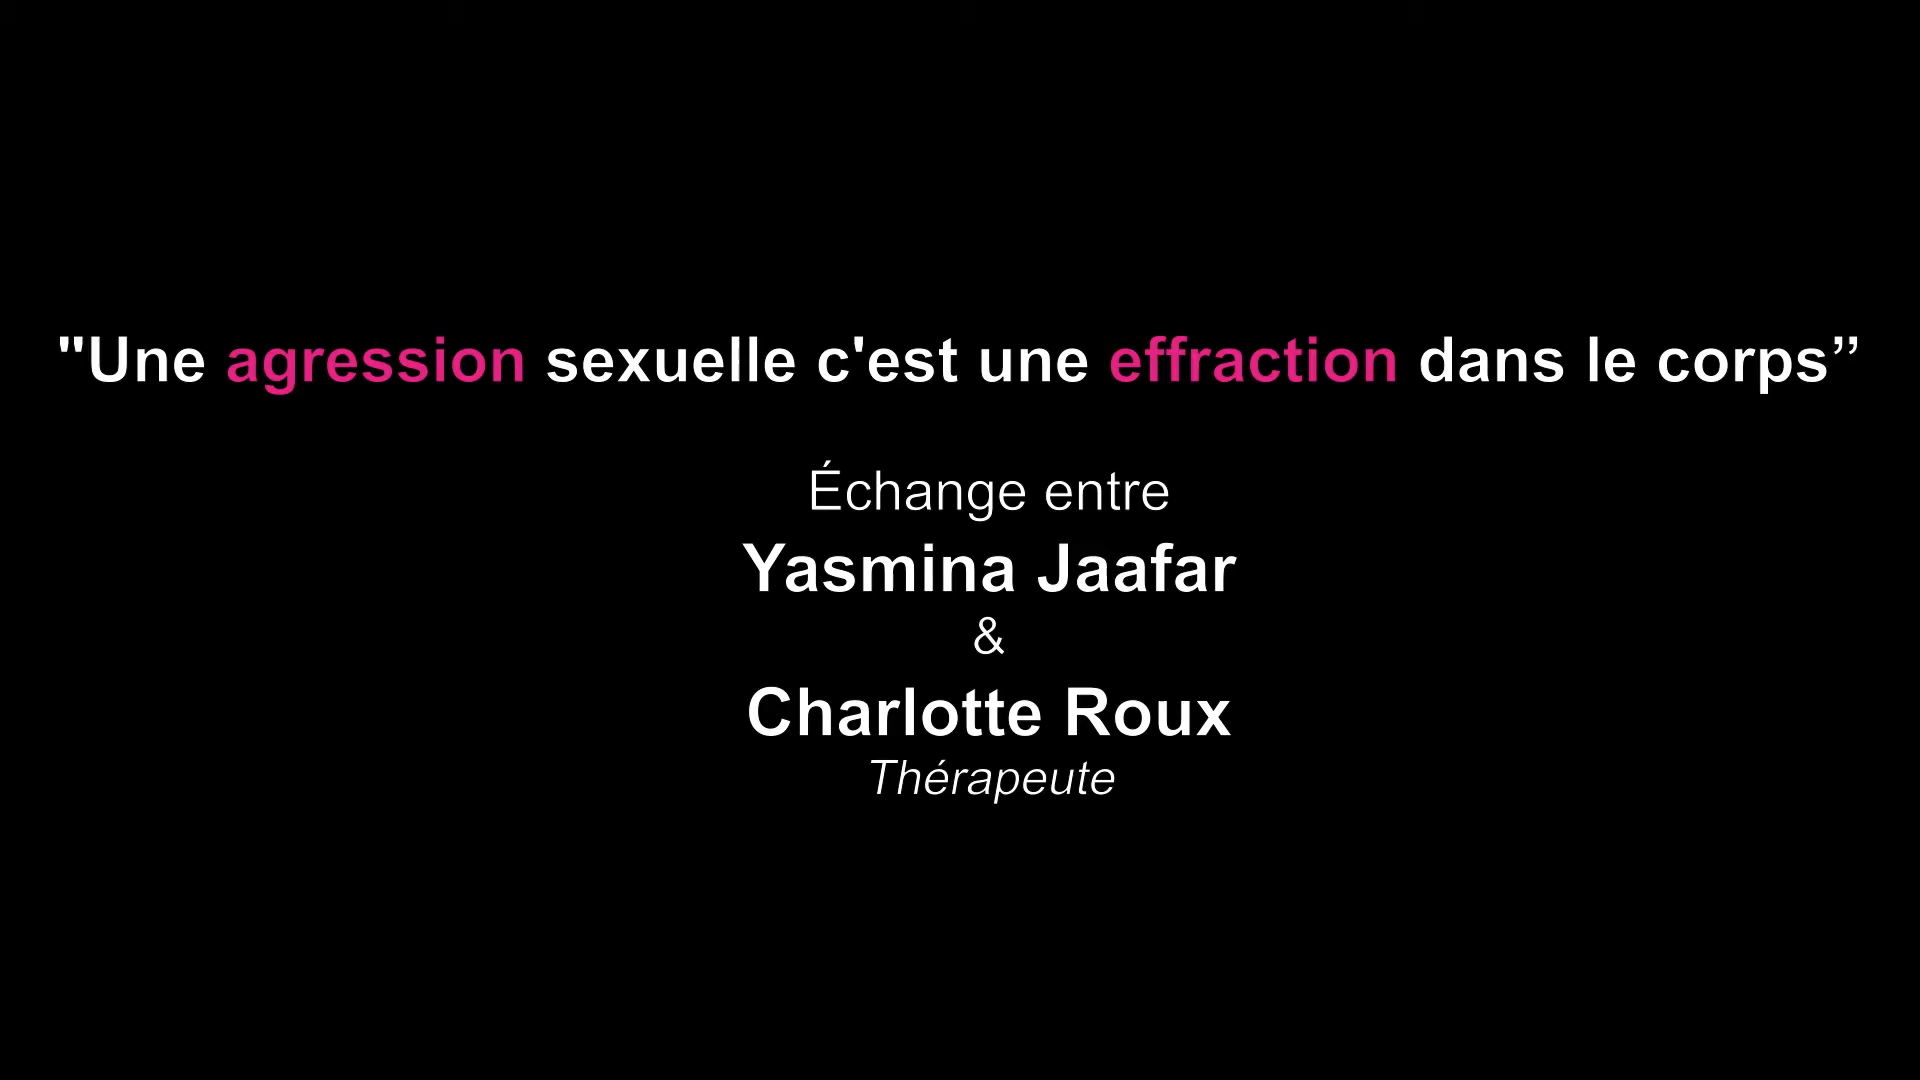 "Une agression sexuelle c'est une effraction dans le corps”
Échange entre
Yasmina Jaafar
&
Charlotte Roux
Thérapeute